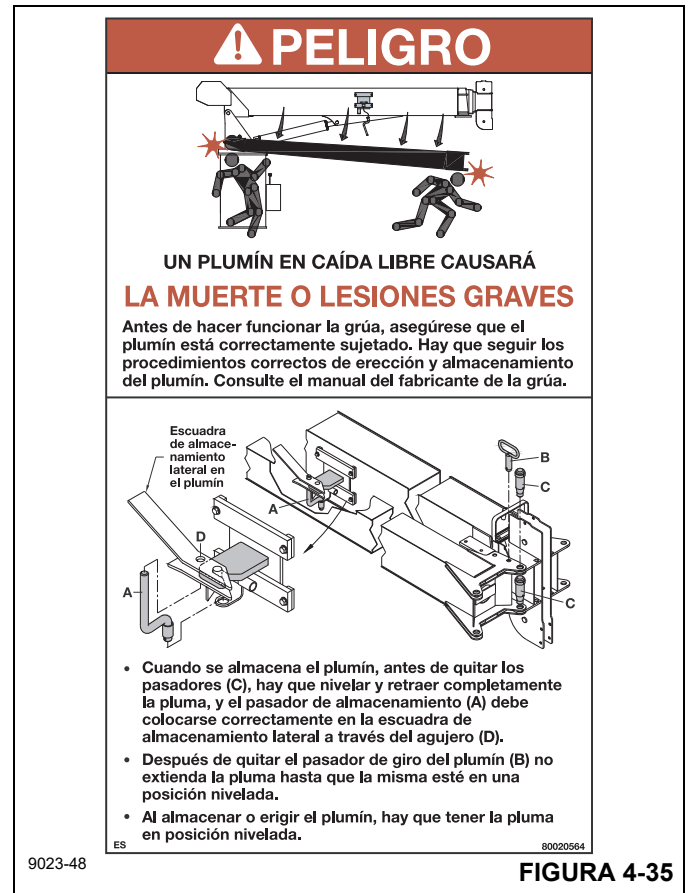 PELIGRO
UN PLUMÍN EN CAÍDA LIBRE CAUSARÁ
LA MUERTE O LESIONES GRAVES
Antes de hacer funcionar la grúa, asegúrese que el
plumín está correctamente sujetado. Hay que seguir los
procedimientos correctos de erección y almacenamiento
del plumín. Consulte el manual del fabricante de la grúa.
Escuadra
de almace-
namiento
lateral en
el plumín
D
A
A
B
C
C
• Cuando se almacena el plumín, antes de quitar los
pasadores (C), hay que nivelar y retraer completamente
la pluma, y el pasador de almacenamiento (A) debe
colocarse correctamente en la escuadra de
almacenamiento lateral a través del agujero (D).
• Después de quitar el pasador de giro del plumín (B) no
extienda la pluma hasta que la misma esté en una
posición nivelada.
• Al almacenar o erigir el plumín, hay que tener la pluma
en posición nivelada.
ES
80020564
9023-48
FIGURA 4-35